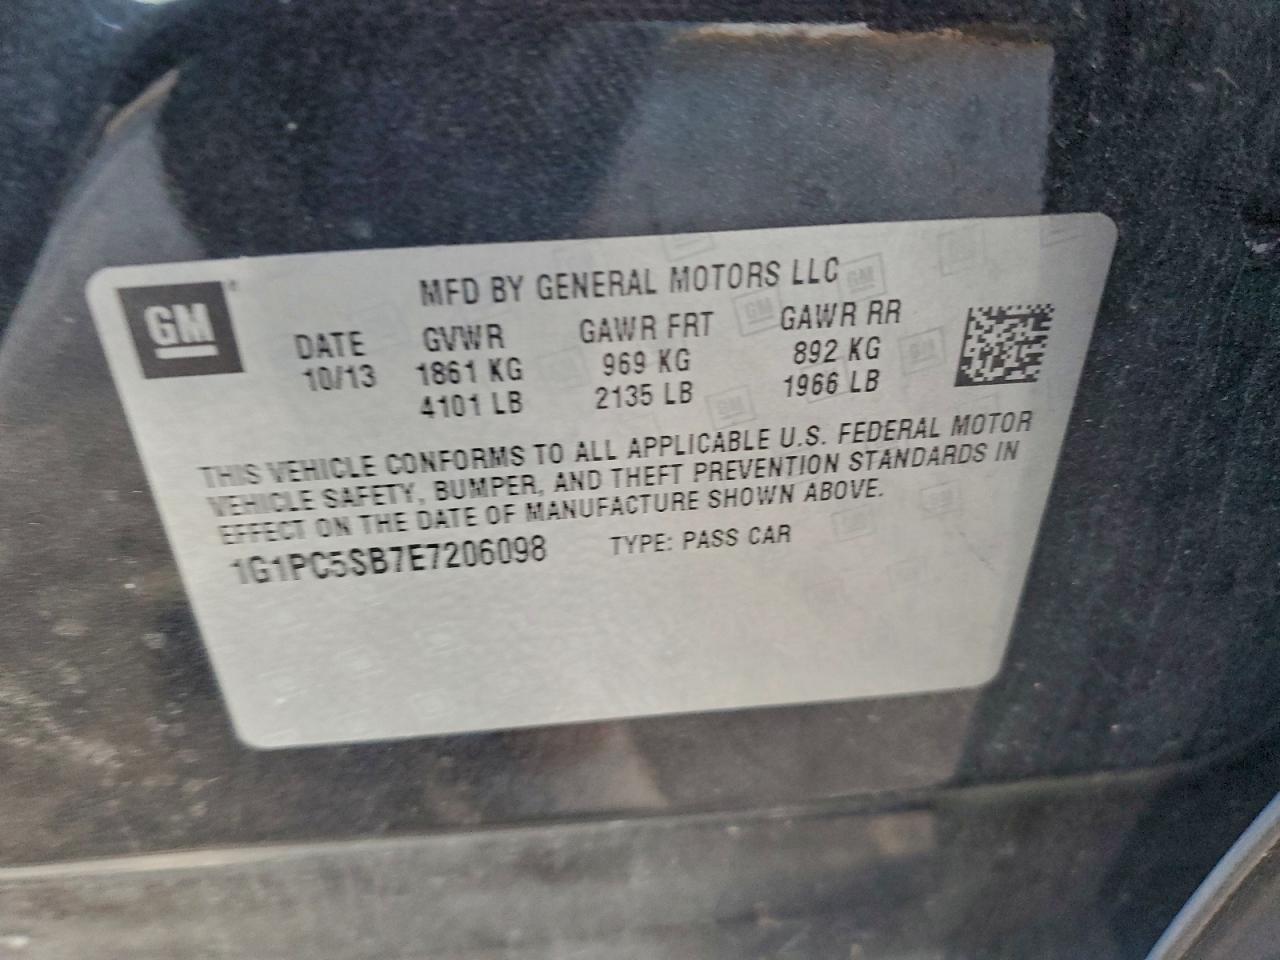 GM
MFD BY GENERAL MOTORS LLC
DATE GVWR GAWR FRT GAWR RR
10/13 1861 KG 969 KG 892 KG
4101 LB 2135 LB 1966 LB
THIS VEHICLE CONFORMS TO ALL APPLICABLE U.S. FEDERAL MOTOR
VEHICLE SAFETY, BUMPER, AND THEFT PREVENTION STANDARDS IN
EFFECT ON THE DATE OF MANUFACTURE SHOWN ABOVE.
1G1PC5SB7E7206098 TYPE: PASS CAR